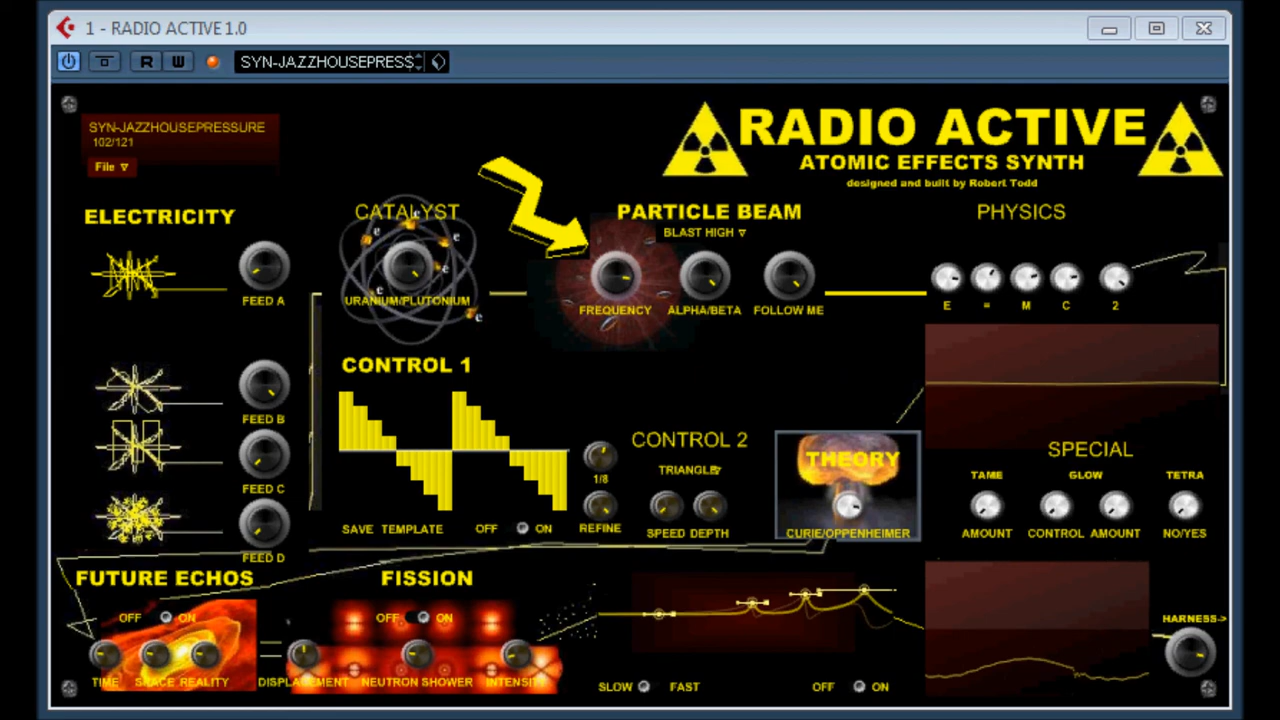 1 - RADIO ACTIVE 1.0
R W SYN-JAZZHOUSEPRESS
SYN-JAZZHOUSEPRESSURE
102/121
File
RADIO ACTIVE
ATOMIC EFFECTS SYNTH
designed and built by Robert Todd
ELECTRICITY
CATALYST
PARTICLE BEAM
PHYSICS
BLAST HIGH
FEED A
URANIUM/PLUTONIUM
e
e
e
e
e
FREQUENCY
ALPHA/BETA
FOLLOW ME
E = M C 2
CONTROL 1
FEED B
CONTROL 2
TRIANGLE
THEORY
SPECIAL
FEED C
1/8
TAME
GLOW
TETRA
SAVE TEMPLATE
OFF ON
REFINE
SPEED DEPTH
CURIE/OPPENHEIMER
AMOUNT
CONTROL AMOUNT
NO/YES
FEED D
FUTURE ECHOS
FISSION
OFF ON
OFF ON
HARNESS->
TIME SPACE REALITY
DISPLACEMENT NEUTRON SHOWER INTENSITY
SLOW FAST
OFF ON